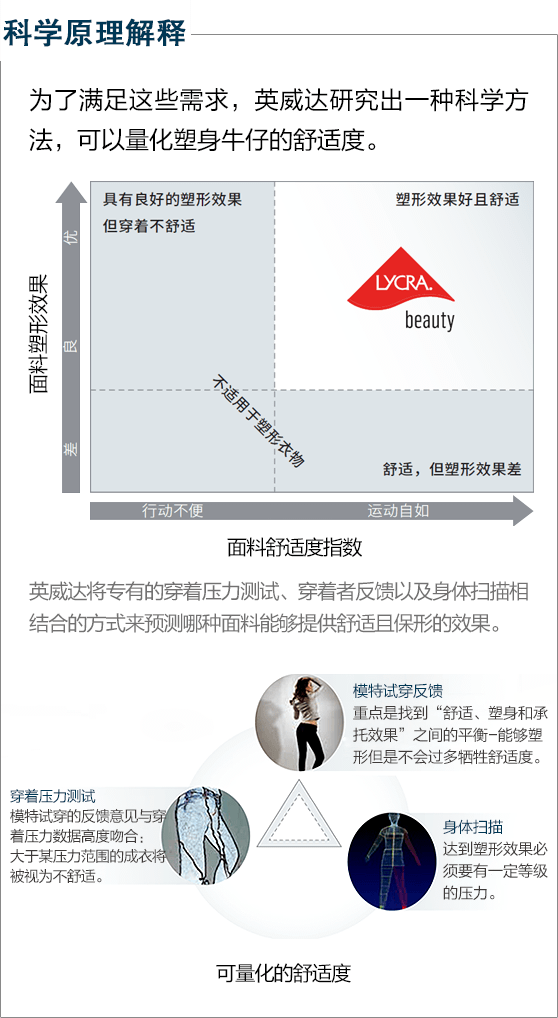 科学原理解释
为了满足这些需求，英威达研究出一种科学方
法，可以量化塑身牛仔的舒适度。
具有良好的塑形效果
但穿着不舒适
塑形效果好且舒适
LYCRA.
beauty
优
良
差
面料塑形效果
不适用于塑形衣物
舒适，但塑形效果差
行动不便
运动自如
面料舒适度指数
英威达将专有的穿着压力测试、穿着者反馈以及身体扫描相
结合的方式来预测哪种面料能够提供舒适且保形的效果。
模特试穿反馈
重点是找到“舒适、塑身和承
托效果”之间的平衡–能够塑
形但是不会过多牺牲舒适度。
穿着压力测试
模特试穿的反馈意见与穿
着压力数据高度吻合；
大于某压力范围的成衣将
被视为不舒适。
身体扫描
达到塑形效果必
须要有一定等级
的压力。
可量化的舒适度